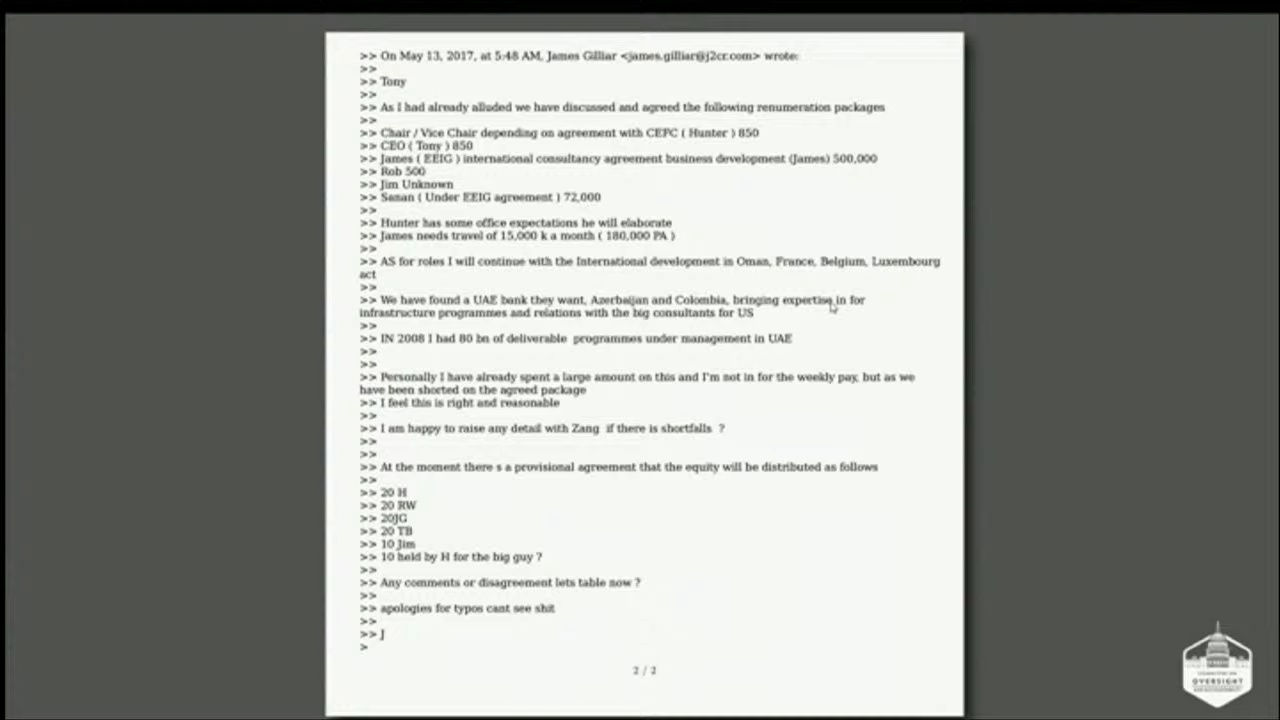 >> On May 13, 2017, at 5:48 AM, James Gilliar <james.gilliar@j2cr.com> wrote:
>>
>> Tony
>>
>> As I had already alluded we have discussed and agreed the following renumeration packages
>>
>> Chair / Vice Chair depending on agreement with CEFC ( Hunter ) 850
>> CEO ( Tony ) 850
>> James ( EEIG ) international consultancy agreement business development (James) 500,000
>> Rob 500
>> Jim Unknown
>> Sanan ( Under EEIG agreement ) 72,000
>>
>> Hunter has some office expectations he will elaborate
>> James needs travel of 15,000 k a month ( 180,000 PA )
>>
>> AS for roles I will continue with the International development in Oman, France, Belgium, Luxembourg
act
>>
>> We have found a UAE bank they want, Azerbaijan and Colombia, bringing expertise in for
infrastructure programmes and relations with the big consultants for US
>>
>> IN 2008 I had 80 bn of deliverable  programmes under management in UAE
>>
>>
>> Personally I have already spent a large amount on this and I'm not in for the weekly pay, but as we
have been shorted on the agreed package
>> I feel this is right and reasonable
>>
>> I am happy to raise any detail with Zang  if there is shortfalls  ?
>>
>>
>> At the moment there s a provisional agreement that the equity will be distributed as follows
>>
>> 20 H
>> 20 RW
>> 20JG
>> 20 TB
>> 10 Jim
>> 10 held by H for the big guy ?
>>
>> Any comments or disagreement lets table now ?
>>
>> apologies for typos cant see shit
>>
>> J
>
2 / 2
COMMITTEE ON
OVERSIGHT
AND ACCOUNTABILITY